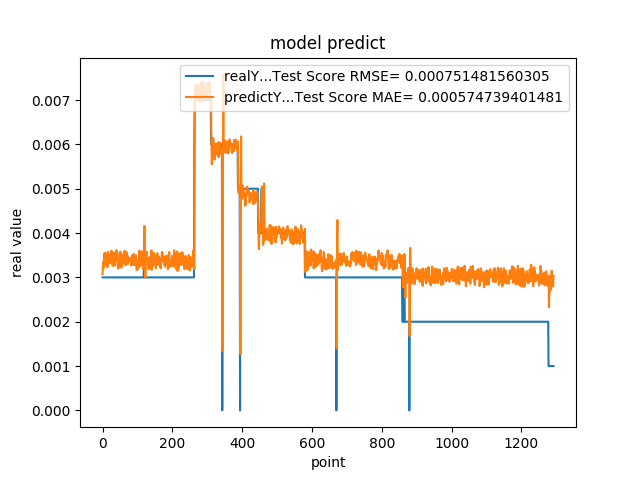 model predict
realY...Test Score RMSE= 0.000751481560305
predictY...Test Score MAE= 0.000574739401481
0.007
0.006
0.005
0.004
0.003
0.002
0.001
0.000
real value
0 200 400 600 800 1000 1200
point